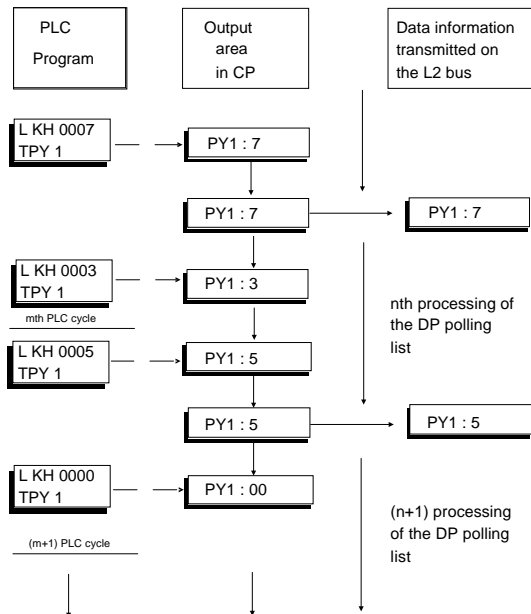 PLC
Program
Output
area
in CP
Data information
transmitted on
the L2 bus
L KH 0007
TPY 1
PY1 : 7
PY1 : 7
PY1 : 7
L KH 0003
TPY 1
PY1 : 3
mth PLC cycle
nth processing of
the DP polling
list
L KH 0005
TPY 1
PY1 : 5
PY1 : 5
PY1 : 5
L KH 0000
TPY 1
PY1 : 00
(n+1) processing
of the DP polling
list
(m+1) PLC cycle